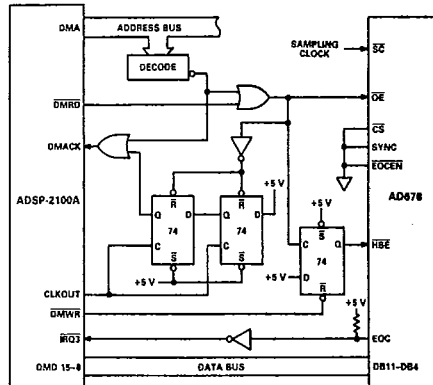 DMA
ADDRESS BUS
DECODE
SAMPLING
CLOCK
SC
DMRD
OE
DMACK
CS
SYNC
EOCEN
ADSP-2100A
AD678
+5 V
+5 V
R
R
S
Q
D
Q
D
Q
HBE
74
74
74
C
C
C
D
S
S
R
+5 V
+5 V
+5 V
CLKOUT
DMWR
IRQ3
EOC
DMD 15–8
DATA BUS
DB11–DB4